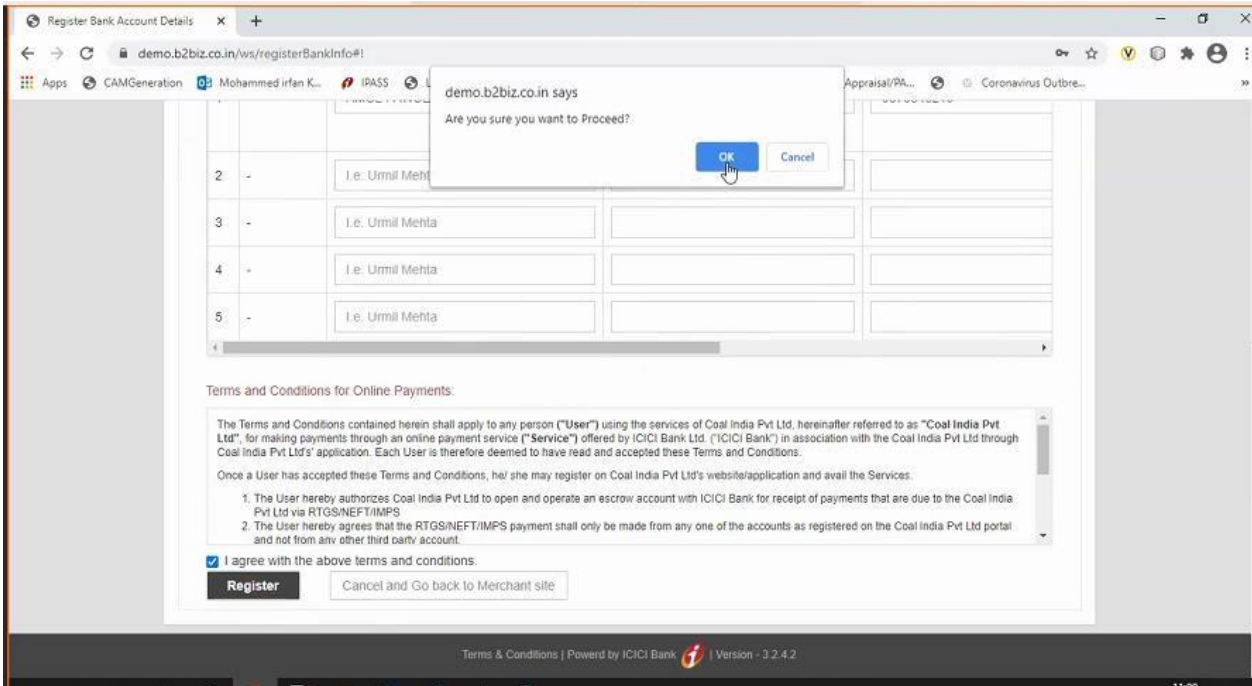 Register Bank Account Details
demo.b2biz.co.in/ws/registerBankInfo#!
Apps CAMGeneration Mohammed irfan K... IPASS Appraisal/PA... Coronavirus Outbre...
demo.b2biz.co.in says
Are you sure you want to Proceed?
OK Cancel
2 - I.e. Urmil Meht
3 - I.e. Urmil Mehta
4 - I.e. Urmil Mehta
5 - I.e. Urmil Mehta
Terms and Conditions for Online Payments:
The Terms and Conditions contained herein shall apply to any person ("User") using the services of Coal India Pvt Ltd, hereinafter referred to as "Coal India Pvt
Ltd", for making payments through an online payment service ("Service") offered by ICICI Bank Ltd. ("ICICI Bank") in association with the Coal India Pvt Ltd through
Coal India Pvt Ltd's' application. Each User is therefore deemed to have read and accepted these Terms and Conditions.
Once a User has accepted these Terms and Conditions, he/ she may register on Coal India Pvt Ltd's website/application and avail the Services.
1. The User hereby authorizes Coal India Pvt Ltd to open and operate an escrow account with ICICI Bank for receipt of payments that are due to the Coal India
Pvt Ltd via RTGS/NEFT/IMPS
2. The User hereby agrees that the RTGS/NEFT/IMPS payment shall only be made from any one of the accounts as registered on the Coal India Pvt Ltd portal
and not from any other third party account.
I agree with the above terms and conditions.
Register Cancel and Go back to Merchant site
Terms & Conditions | Powerd by ICICI Bank | Version - 3.2.4.2